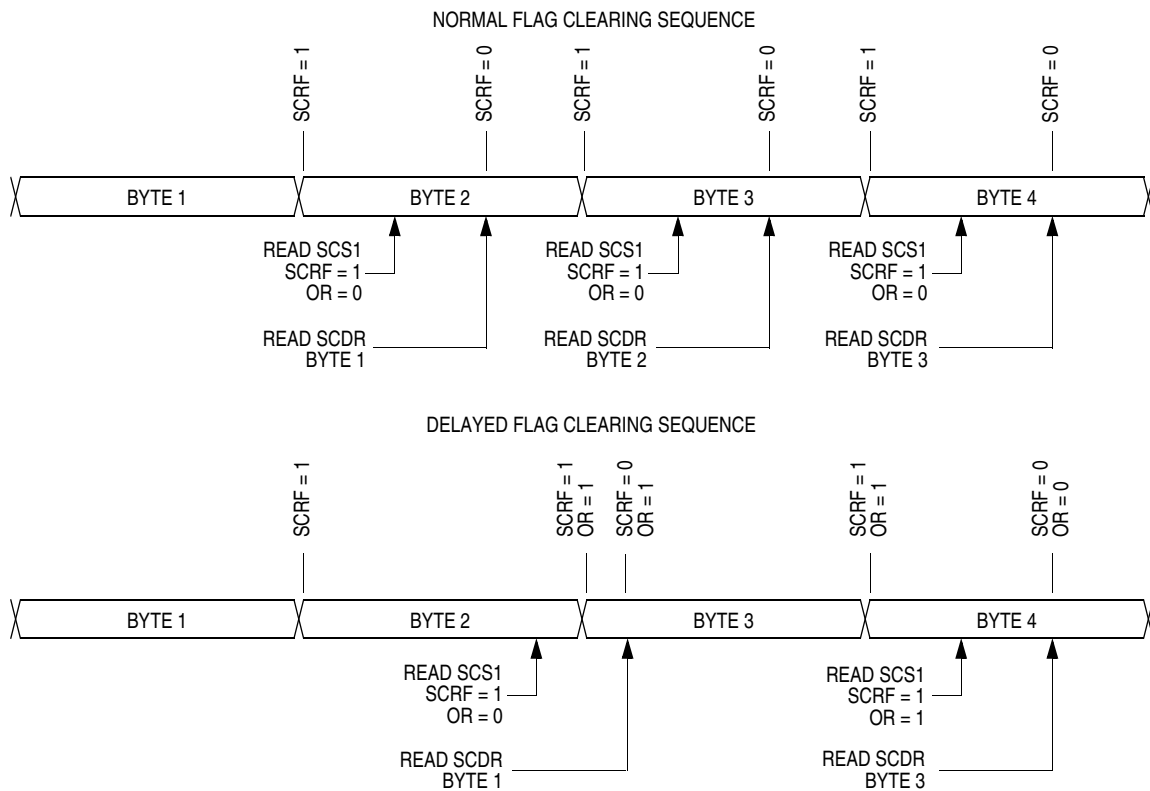 NORMAL FLAG CLEARING SEQUENCE
SCRF = 1
SCRF = 0
SCRF = 1
SCRF = 0
SCRF = 1
SCRF = 0
BYTE 1
BYTE 2
BYTE 3
BYTE 4
READ SCS1
SCRF = 1
OR = 0
READ SCS1
SCRF = 1
OR = 0
READ SCS1
SCRF = 1
OR = 0
READ SCDR
BYTE 1
READ SCDR
BYTE 2
READ SCDR
BYTE 3
DELAYED FLAG CLEARING SEQUENCE
SCRF = 1
SCRF = 1
OR = 1
SCRF = 0
OR = 1
SCRF = 1
OR = 1
SCRF = 0
OR = 0
BYTE 1
BYTE 2
BYTE 3
BYTE 4
READ SCS1
SCRF = 1
OR = 0
READ SCS1
SCRF = 1
OR = 1
READ SCDR
BYTE 1
READ SCDR
BYTE 3